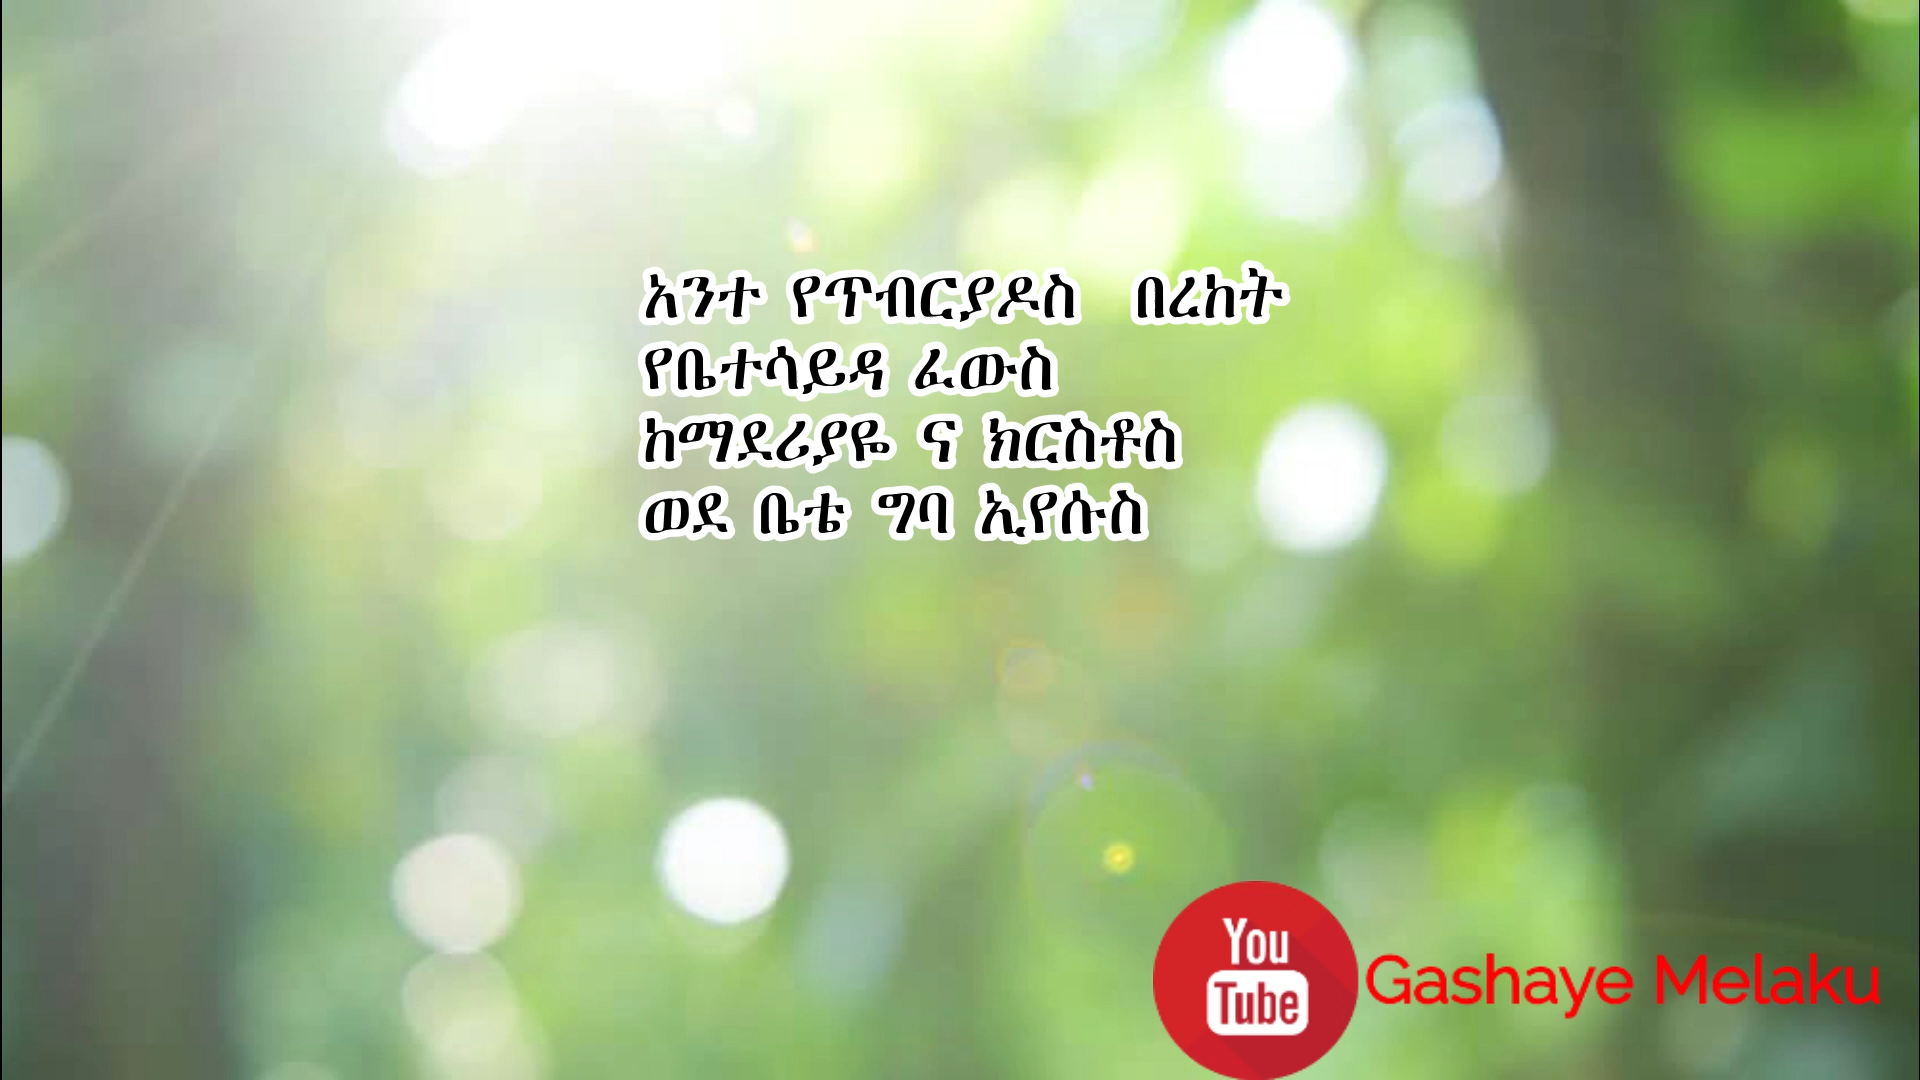 አንተ የጥብርያዶስ በረከት
የቤተሳይዳ ፈውስ
ከማደሪያዬ ና ክርስቶስ
ወደ ቤቴ ግባ ኢየሱስ
You
Tube
Gashaye Melaku